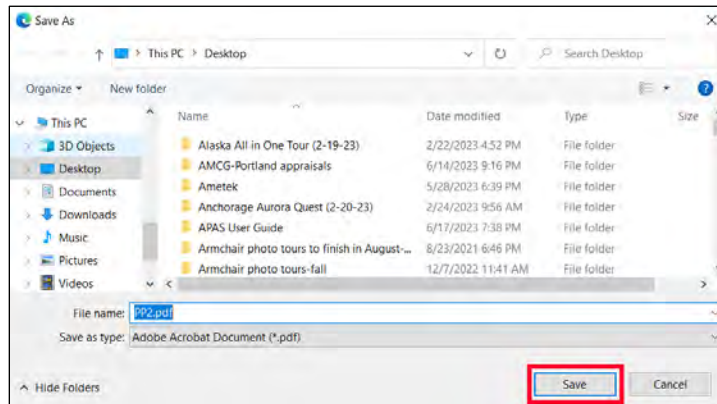 Save As
This PC > Desktop
Search Desktop
Organize
New folder
Name Date modified Type Size
This PC
3D Objects
Desktop
Documents
Downloads
Music
Pictures
Videos
Alaska All in One Tour (2-19-23) 2/22/2023 4:52 PM File folder
AMCG-Portland appraisals 6/14/2023 9:16 PM File folder
Ametek 5/28/2023 6:39 PM File folder
Anchorage Aurora Quest (2-20-23) 2/24/2023 9:56 AM File folder
APAS User Guide 6/17/2023 7:38 PM File folder
Armchair photo tours to finish in August-... 8/23/2021 6:46 PM File folder
Armchair photo tours-fall 12/7/2022 11:41 AM File folder
File name: PP2.pdf
Save as type: Adobe Acrobat Document (*.pdf)
Hide Folders
Save
Cancel